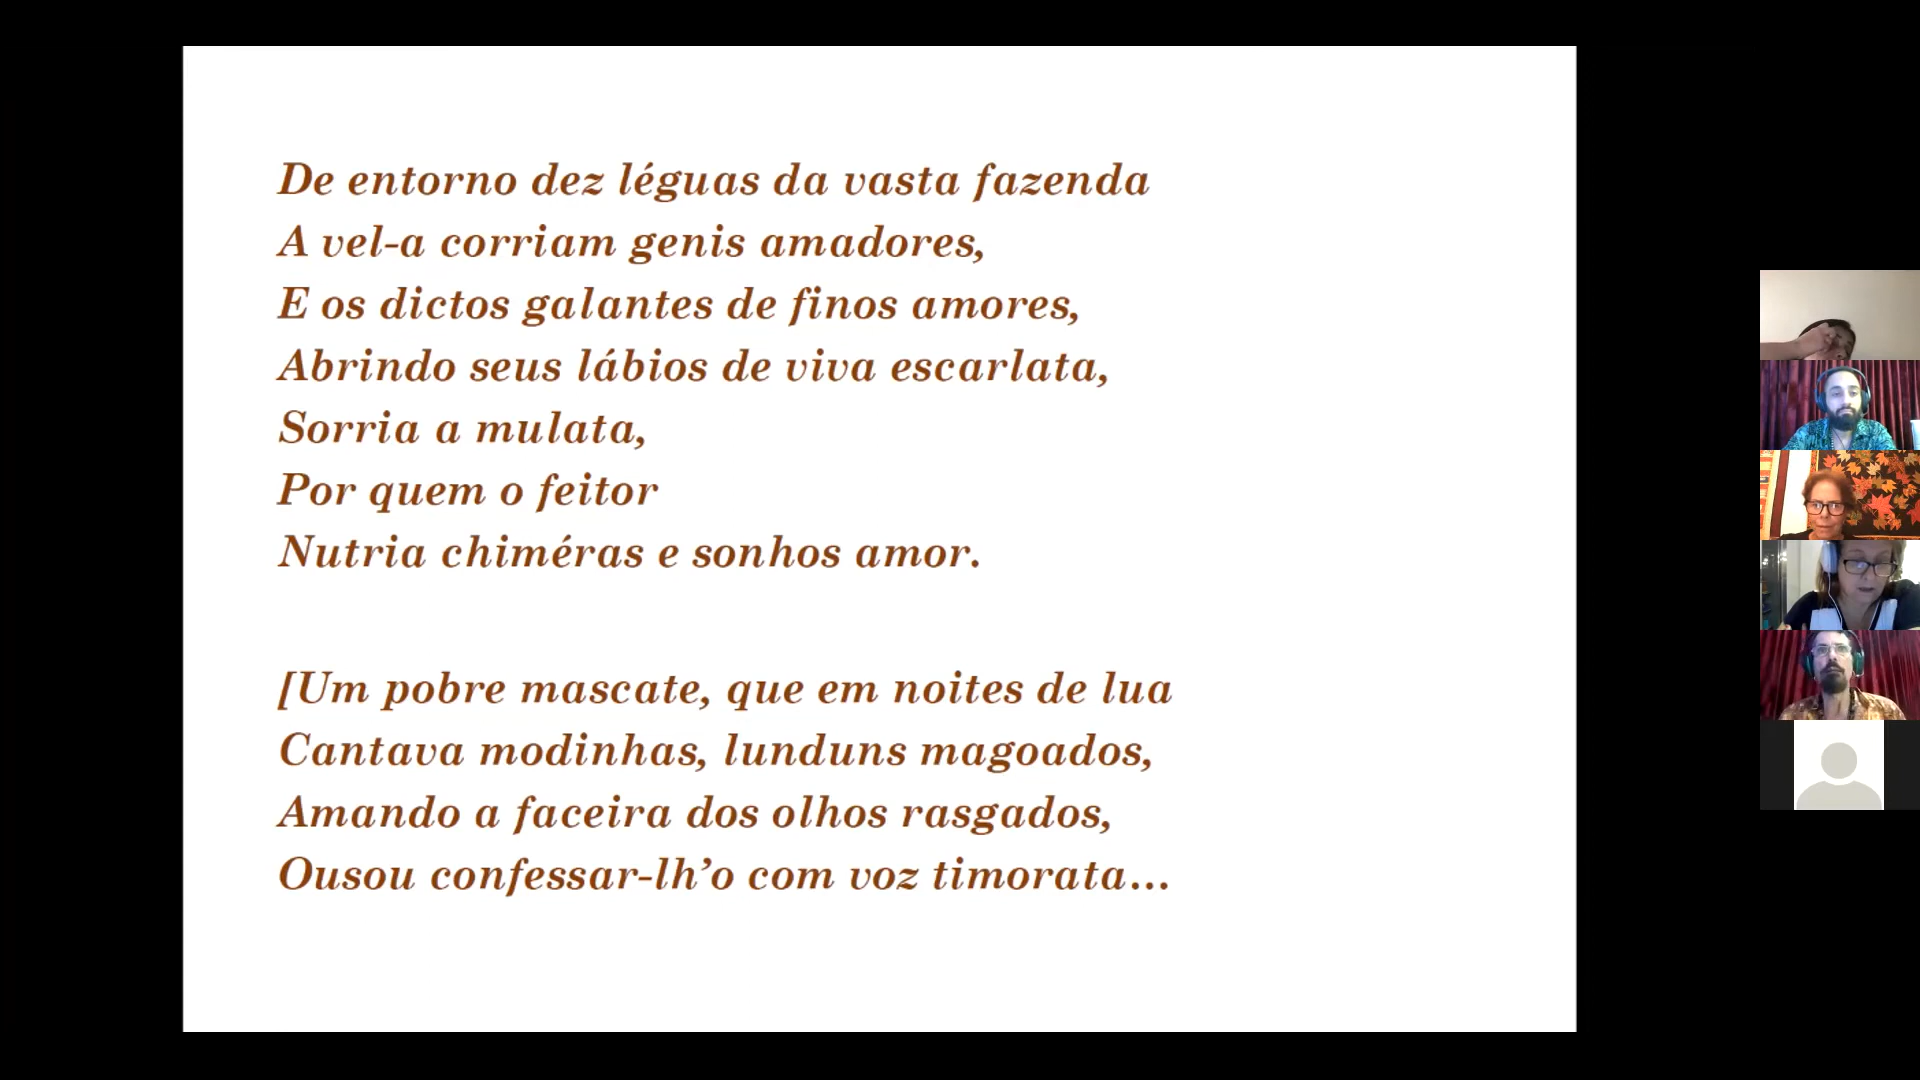 De entorno dez léguas da vasta fazenda
A vel-a corriam genis amadores,
E os dictos galantes de finos amores,
Abrindo seus lábios de viva escarlata,
Sorria a mulata,
Por quem o feitor
Nutria chiméras e sonhos amor.
[Um pobre mascate, que em noites de lua
Cantava modinhas, lunduns magoados,
Amando a faceira dos olhos rasgados,
Ousou confessar-lh’o com voz timorata...